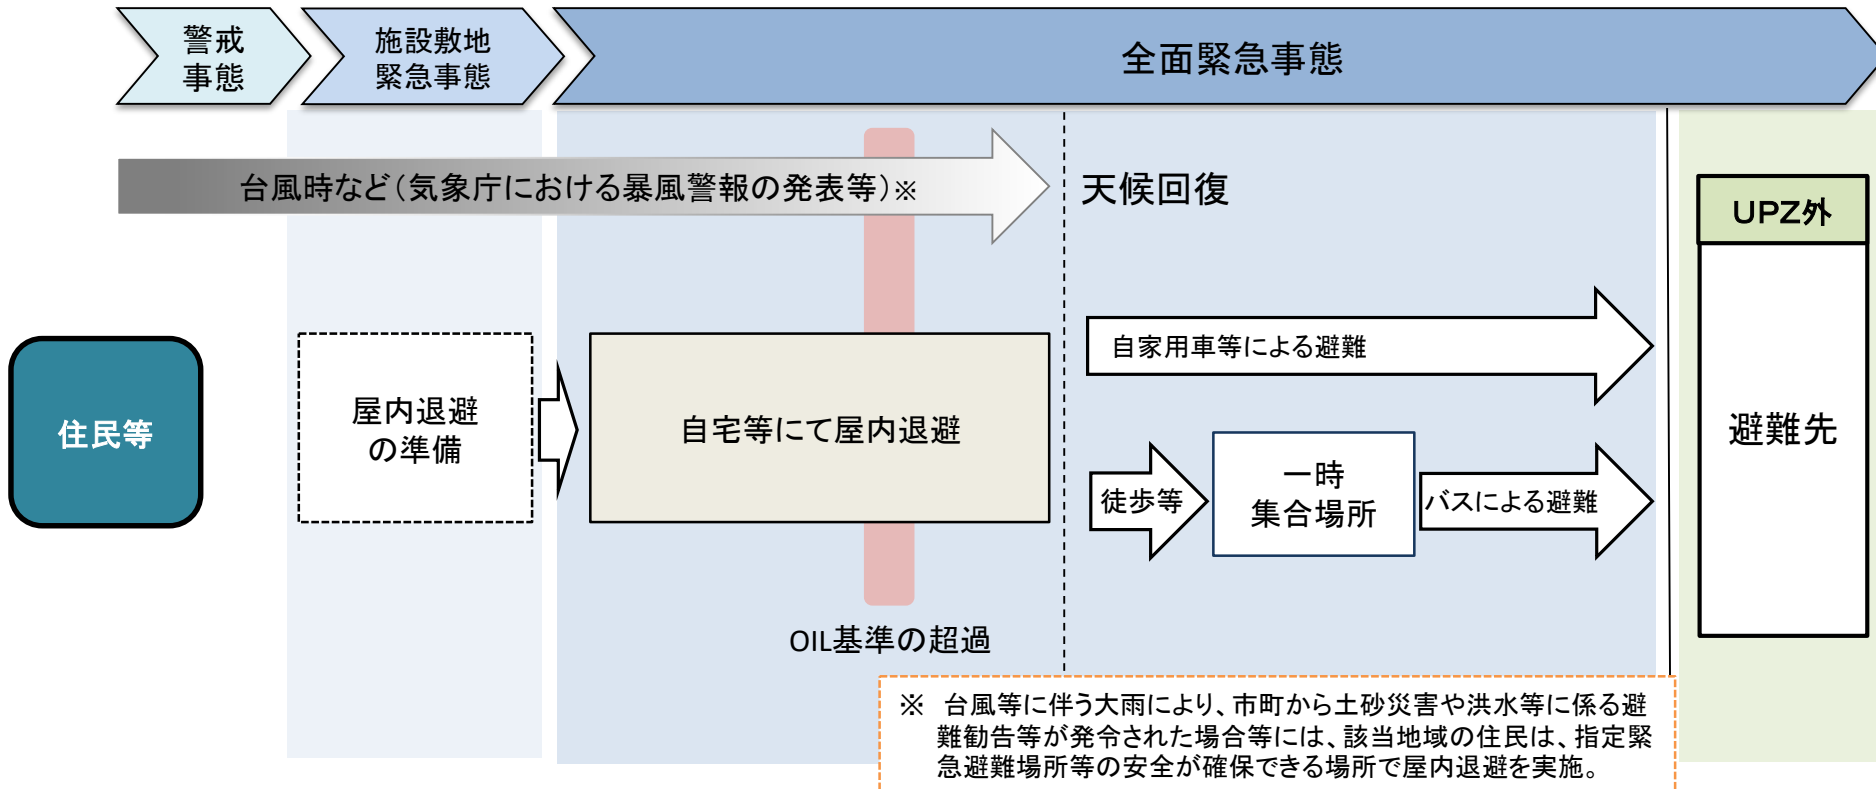 警戒
事態
施設敷地
緊急事態
全面緊急事態
台風時など（気象庁における暴風警報の発表等）※
天候回復
UPZ外
住民等
屋内退避
の準備
自宅等にて屋内退避
自家用車等による避難
徒歩等
一時
集合場所
バスによる避難
避難先
OIL基準の超過
※ 台風等に伴う大雨により、市町から土砂災害や洪水等に係る避
難勧告等が発令された場合等には、該当地域の住民は、指定緊
急避難場所等の安全が確保できる場所で屋内退避を実施。